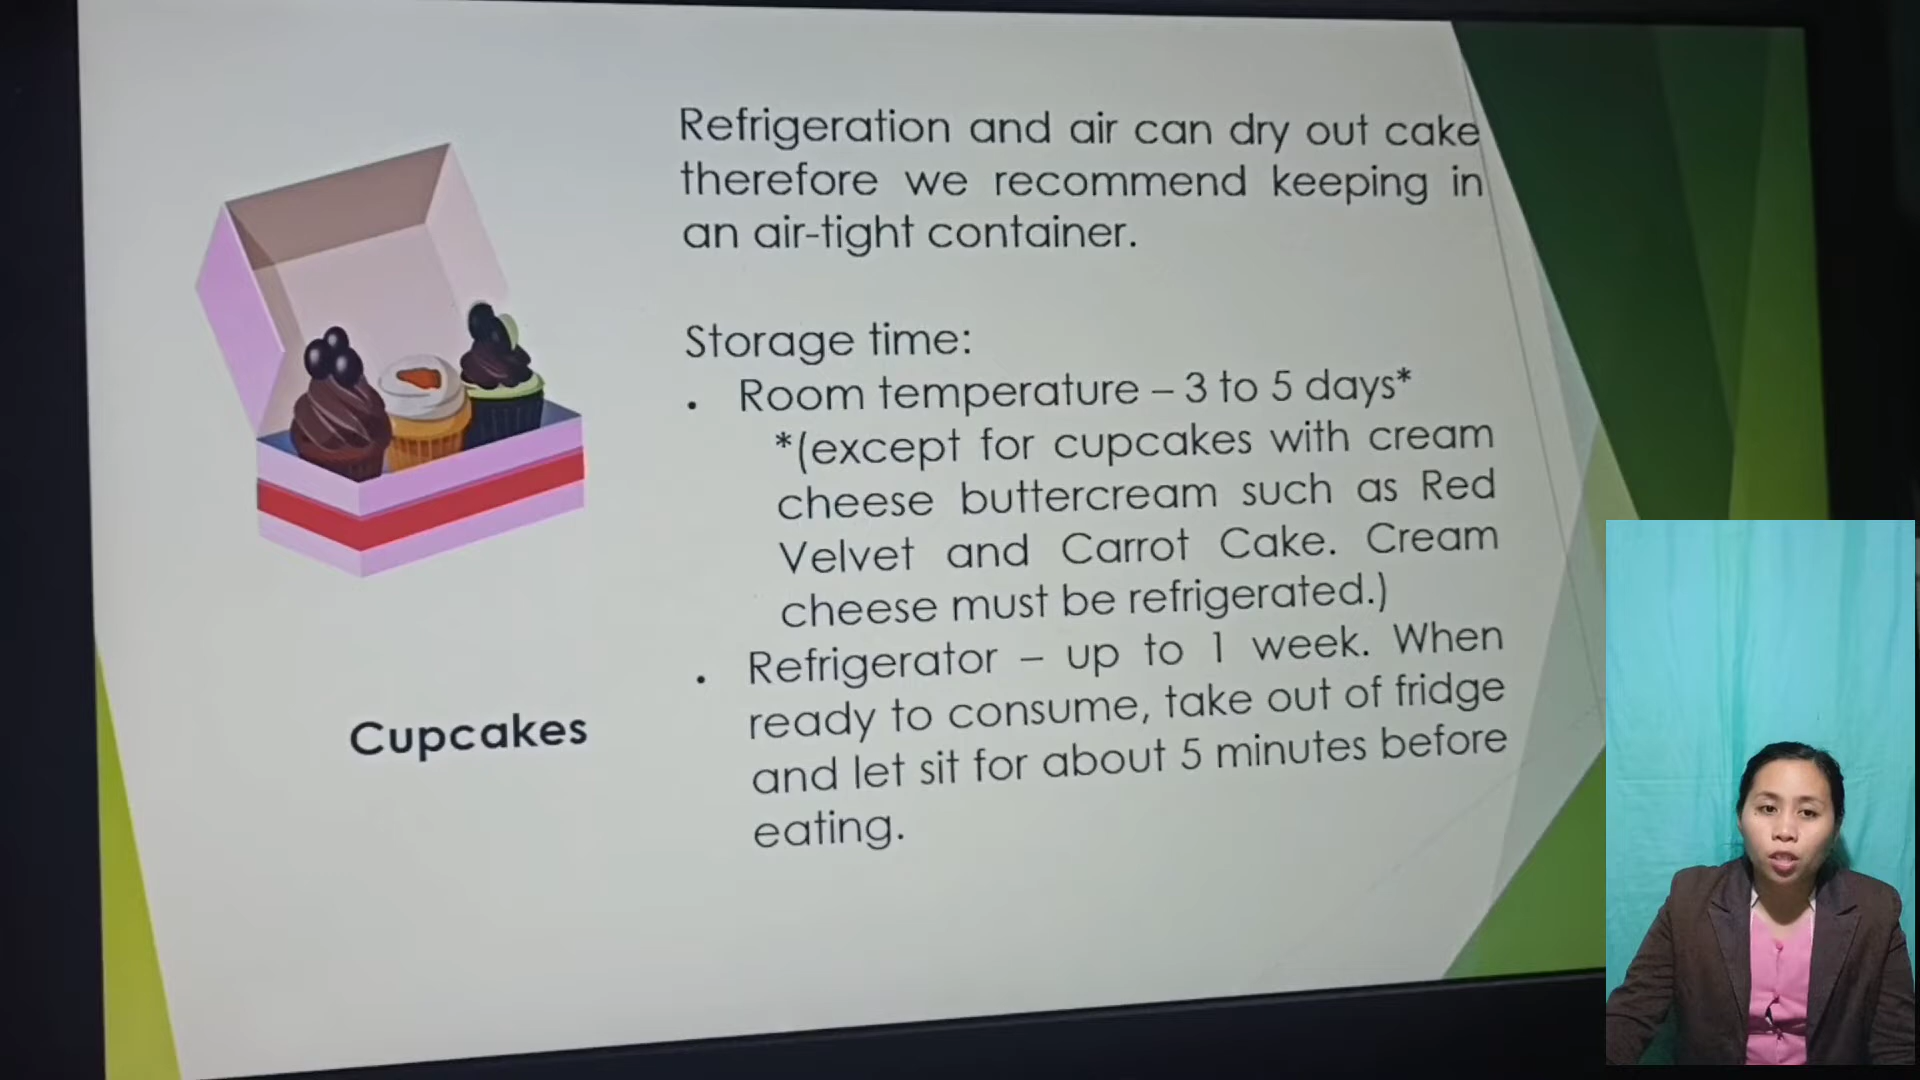 Refrigeration and air can dry out cake
therefore we recommend keeping in
an air-tight container.
Storage time:
. Room temperature – 3 to 5 days*
*(except for cupcakes with cream
cheese buttercream such as Red
Velvet and Carrot Cake. Cream
cheese must be refrigerated.)
. Refrigerator – up to 1 week. When
ready to consume, take out of fridge
and let sit for about 5 minutes before
eating.
Cupcakes